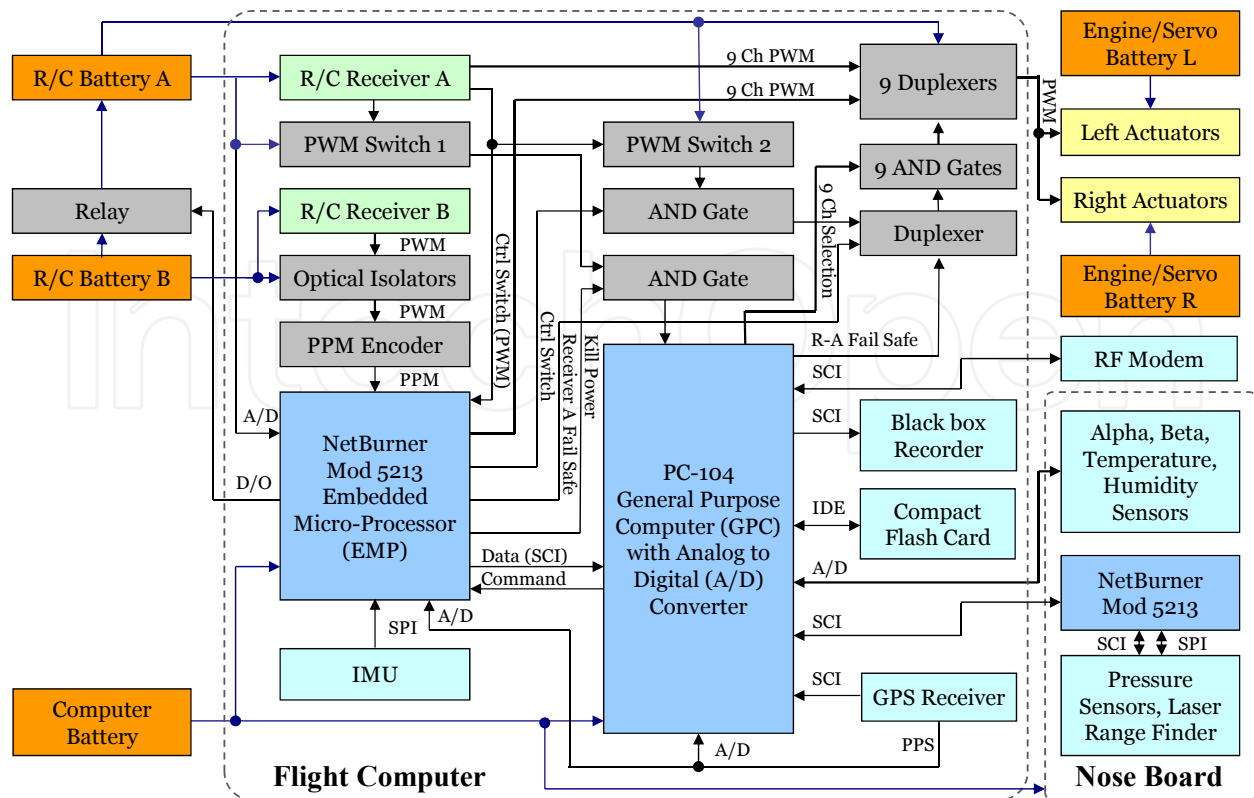 R/C Battery A
Relay
R/C Battery B
Computer
Battery
R/C Receiver A
PWM Switch 1
R/C Receiver B
PWM
Optical Isolators
PWM
PPM Encoder
PPM
A/D
D/O
NetBurner
Mod 5213
Embedded
Micro-Processor
(EMP)
SPI
A/D
IMU
Data (SCI)
Command
Ctrl Switch (PWM)
Ctrl Switch
Receiver A Fail Safe
Kill Power
9 Ch PWM
9 Ch PWM
PWM Switch 2
AND Gate
AND Gate
9 Ch Selection
9 Duplexers
9 AND Gates
Duplexer
R-A Fail Safe
PC-104
General Purpose
Computer (GPC)
with Analog to
Digital (A/D)
Converter
SCI
SCI
Black box
Recorder
IDE
Compact
Flash Card
A/D
SCI
SCI
GPS Receiver
PPS
A/D
Flight Computer
Engine/Servo
Battery L
PWM
Left Actuators
Right Actuators
Engine/Servo
Battery R
RF Modem
Alpha, Beta,
Temperature,
Humidity
Sensors
NetBurner
Mod 5213
SCI
SPI
Pressure
Sensors, Laser
Range Finder
Nose Board
IntechOpen